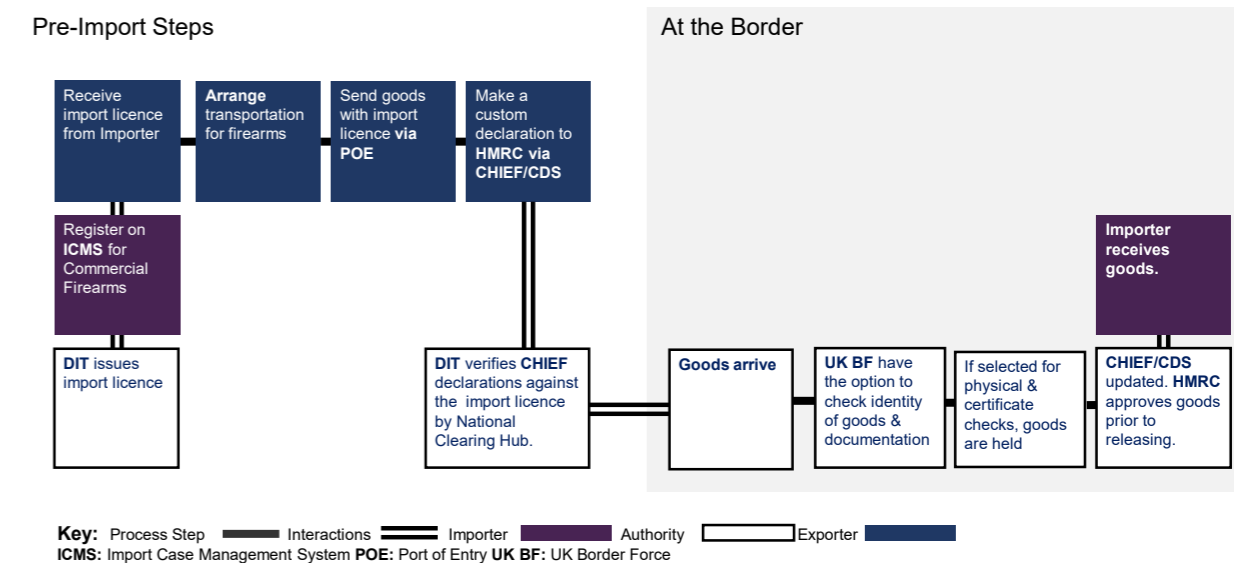 Pre-Import Steps
At the Border
Receive
import licence
from Importer
Arrange
transportation
for firearms
Send goods
with import
licence via
POE
Make a
custom
declaration to
HMRC via
CHIEF/CDS
Register on
ICMS for
Commercial
Firearms
Importer
receives
goods.
DIT issues
import licence
DIT verifies CHIEF
declarations against
the import licence
by National
Clearing Hub.
Goods arrive
UK BF have
the option to
check identity
of goods &
documentation
If selected for
physical &
certificate
checks, goods
are held
CHIEF/CDS
updated. HMRC
approves goods
prior to
releasing.
Key: Process Step Interactions Importer Authority Exporter
ICMS: Import Case Management System POE: Port of Entry UK BF: UK Border Force